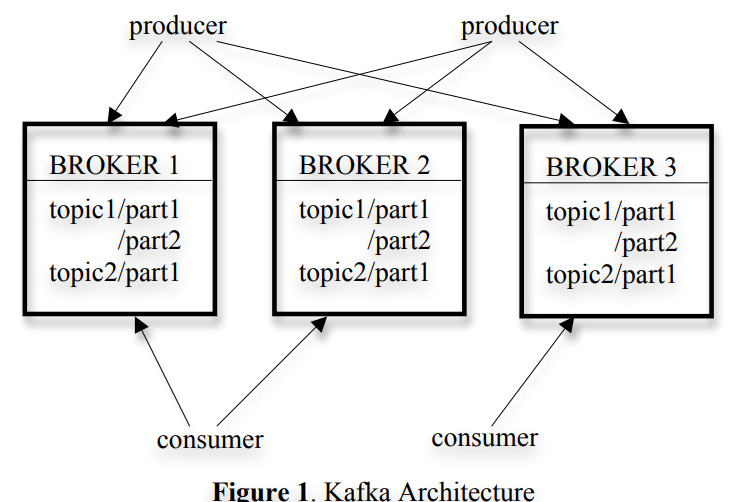 producer producer
BROKER 1
topic1/part1
/part2
topic2/part1
BROKER 2
topic1/part1
/part2
topic2/part1
BROKER 3
topic1/part1
/part2
topic2/part1
consumer consumer
Figure 1. Kafka Architecture